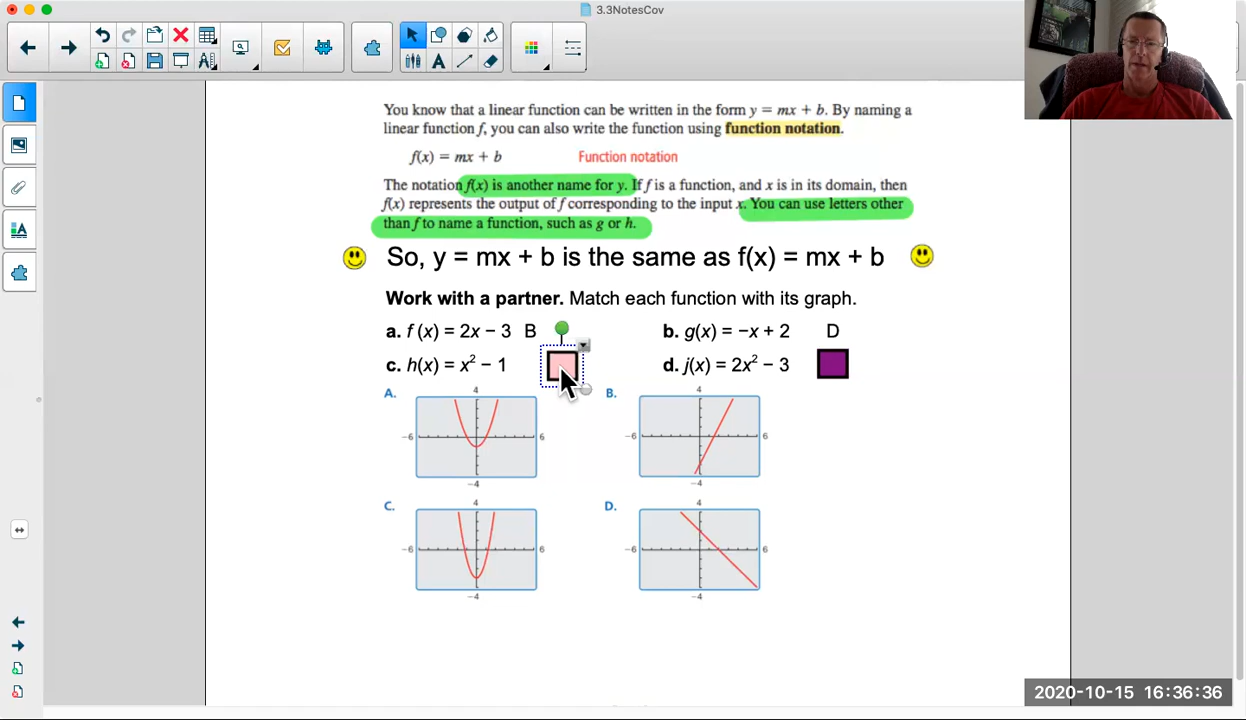 3.3NotesCov
You know that a linear function can be written in the form y = mx + b. By naming a
linear function f, you can also write the function using function notation.
f(x) = mx + b Function notation
The notation f(x) is another name for y. If f is a function, and x is in its domain, then
f(x) represents the output of f corresponding to the input x. You can use letters other
than f to name a function, such as g or h.
So, y = mx + b is the same as f(x) = mx + b
Work with a partner. Match each function with its graph.
a. f (x) = 2x − 3 B b. g(x) = −x + 2 D
c. h(x) = x² − 1 d. j(x) = 2x² − 3
A. 4 B. 4
−6 6 −6 6
−4 −4
C. 4 D. 4
−6 6 −6 6
−4 −4
2020-10-15 16:36:36